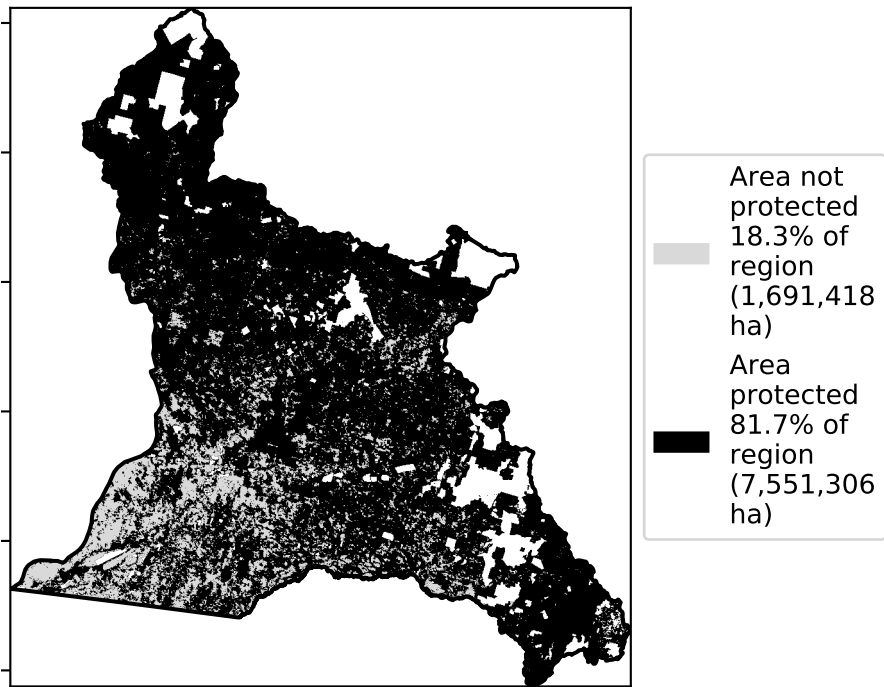 Area not
protected
18.3% of
region
(1,691,418
ha)
Area
protected
81.7% of
region
(7,551,306
ha)